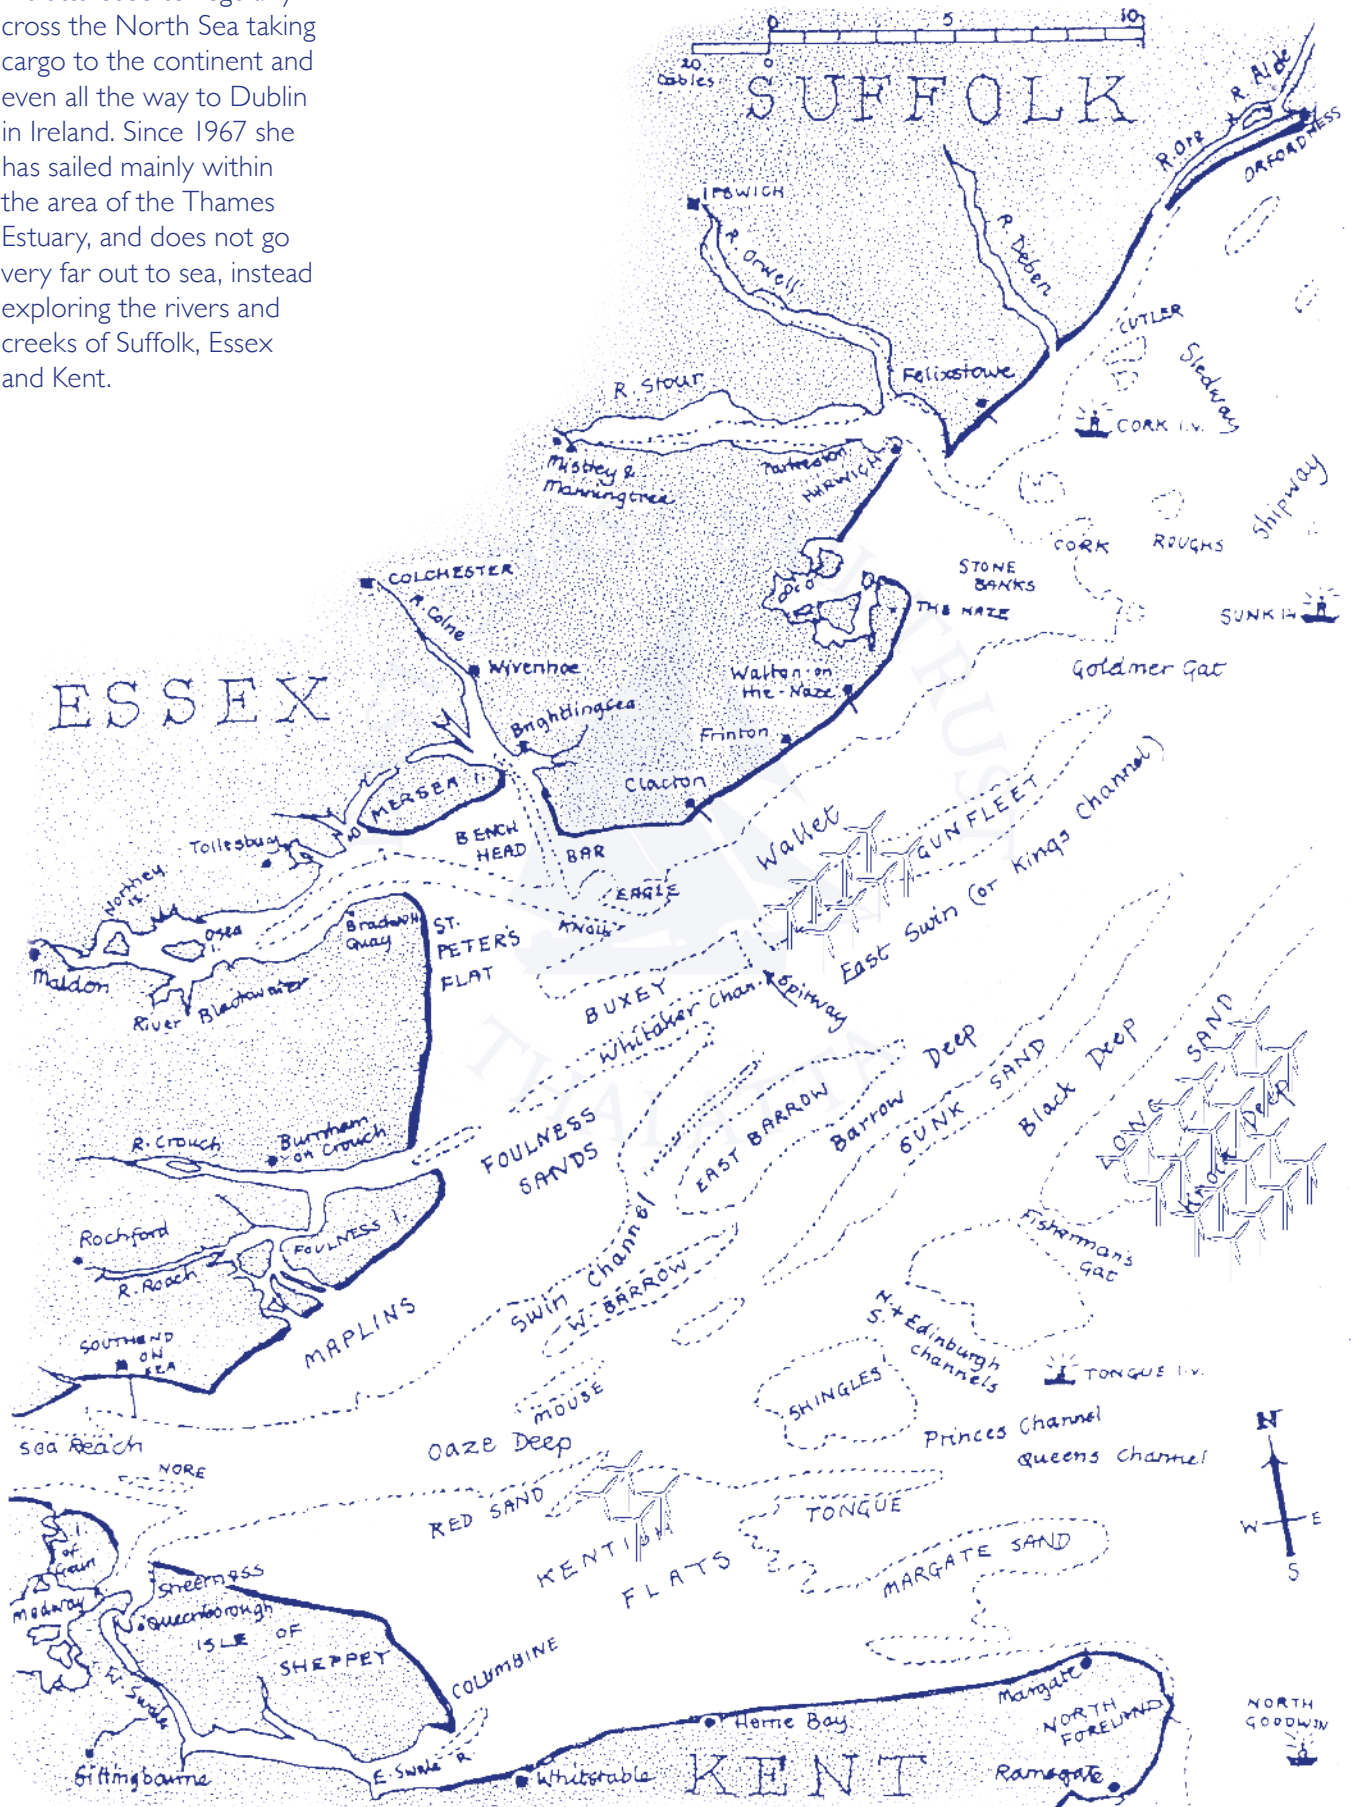 cross the North Sea taking
cargo to the continent and
even all the way to Dublin
in Ireland. Since 1967 she
has sailed mainly within
the area of the Thames
Estuary, and does not go
very far out to sea, instead
exploring the rivers and
creeks of Suffolk, Essex
and Kent.
0 5 10
20 0
Cables
SUFFOLK
R. Alde
R. Ore
ORFORDNESS
IPSWICH
R. Orwell
R. Deben
CUTLER
Sledway
Felixstowe
R. Stour
CORK L.V.
Mistley &
Manningtree
Parkeston
HARWICH
Shipway
CORK
ROUGHS
STONE
BANKS
COLCHESTER
R. Colne
THE NAZE
SUNK L.V.
Wivenhoe
Walton-on
the-Naze
Goldmer Gat
ESSEX
Brightlingsea
Frinton
Clacton
MERSEA I.
Tollesbury
BENCH
HEAD
BAR
Wallet
GUNFLEET
EAGLE
East Swin (or Kings Channel)
Northey
Is.
Osea
I.
Bradwell
Quay
ST.
PETER'S
FLAT
KNOLL
Maldon
River Blackwater
BUXEY
Whitaker Chan.
Spitway
THALATTA
TRUST
R. Crouch
Burnham
on Crouch
FOULNESS
SANDS
EAST BARROW
Barrow Deep
SUNK SAND
Black Deep
LONG SAND
Knock Deep
Rochford
R. Roach
FOULNESS I.
Swin Channel
W. BARROW
Fisherman's
Gat
MAPLINS
SOUTHEND
ON
SEA
N. +
S. Edinburgh
channels
TONGUE L.V.
MOUSE
SHINGLES
Sea Reach
Oaze Deep
Princes Channel
Queens Channel
NORE
RED SAND
TONGUE
N
W E
S
KENTISH
FLATS
MARGATE SAND
I.
of
Grain
Medway
Sheerness
Queenborough
ISLE OF
SHEPPEY
W. Swale
COLUMBINE
Margate
NORTH
FORELAND
NORTH
GOODWIN
Herne Bay
Sittingbourne
E. Swale R.
Whitstable
KENT
Ramsgate